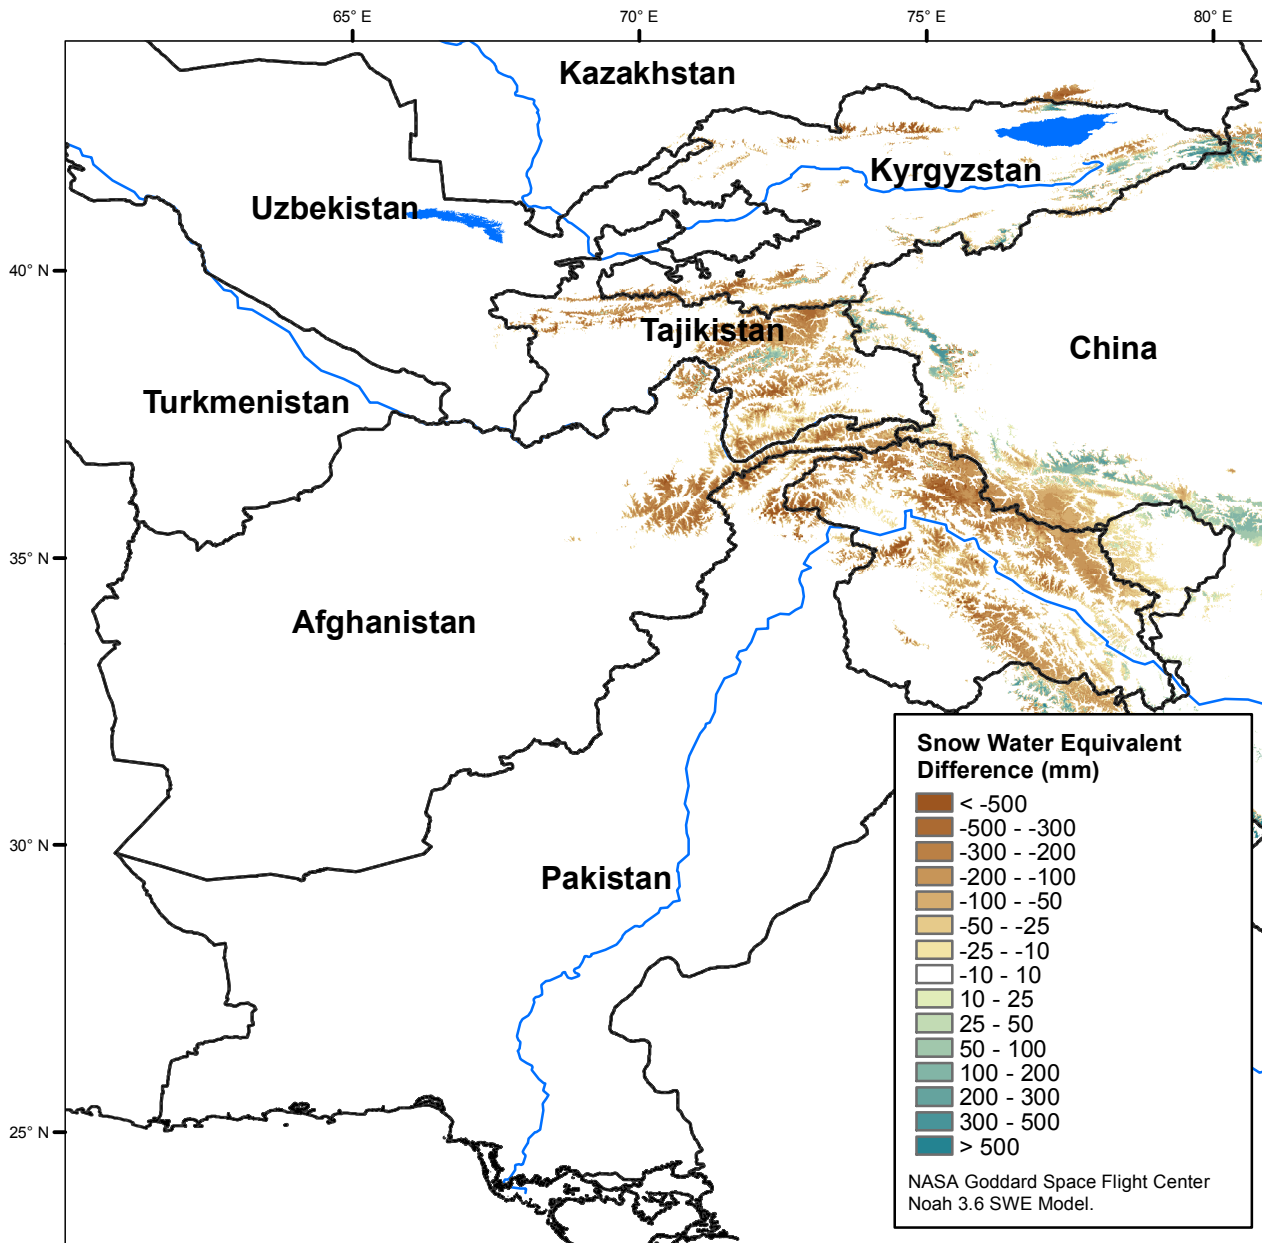 65° E
70° E
75° E
80° E
Kazakhstan
Kyrgyzstan
Uzbekistan
40° N
Tajikistan
China
Turkmenistan
35° N
Afghanistan
30° N
Pakistan
25° N
Snow Water Equivalent
Difference (mm)
< -500
-500 - -300
-300 - -200
-200 - -100
-100 - -50
-50 - -25
-25 - -10
-10 - 10
10 - 25
25 - 50
50 - 100
100 - 200
200 - 300
300 - 500
> 500
NASA Goddard Space Flight Center
Noah 3.6 SWE Model.